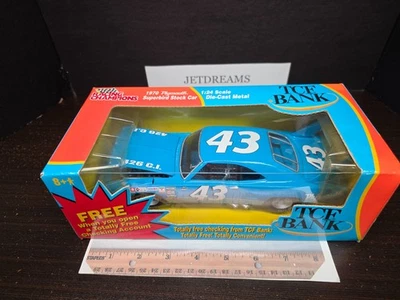 JETDREAMS
RACING
CHAMPIONS
1970 Plymouth
Superbird Stock Car
1/24 Scale
Die-Cast Metal
TCF
BANK
43
426 C.I.
426 C.I.
43
43
8+
FREE
When you open
a Totally Free
Checking Account!
Totally free checking from TCF Bank!
Totally Free! Totally Convenient!
TCF
BANK